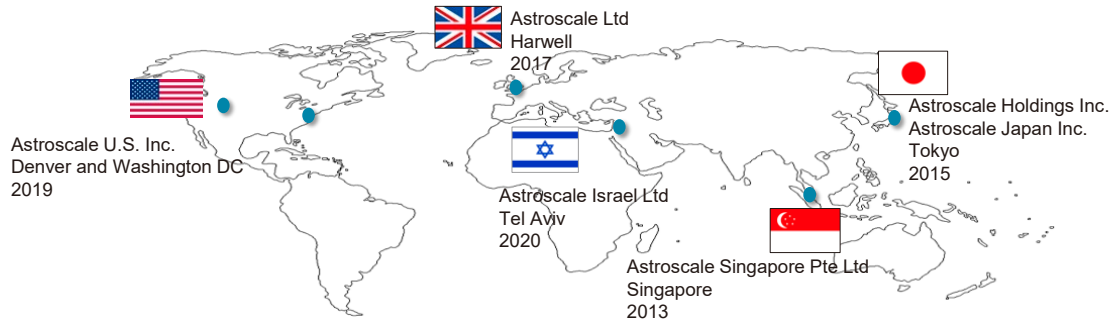 Astroscale Ltd
Harwell
2017
Astroscale Holdings Inc.
Astroscale Japan Inc.
Tokyo
2015
Astroscale U.S. Inc.
Denver and Washington DC
2019
Astroscale Israel Ltd
Tel Aviv
2020
Astroscale Singapore Pte Ltd
Singapore
2013